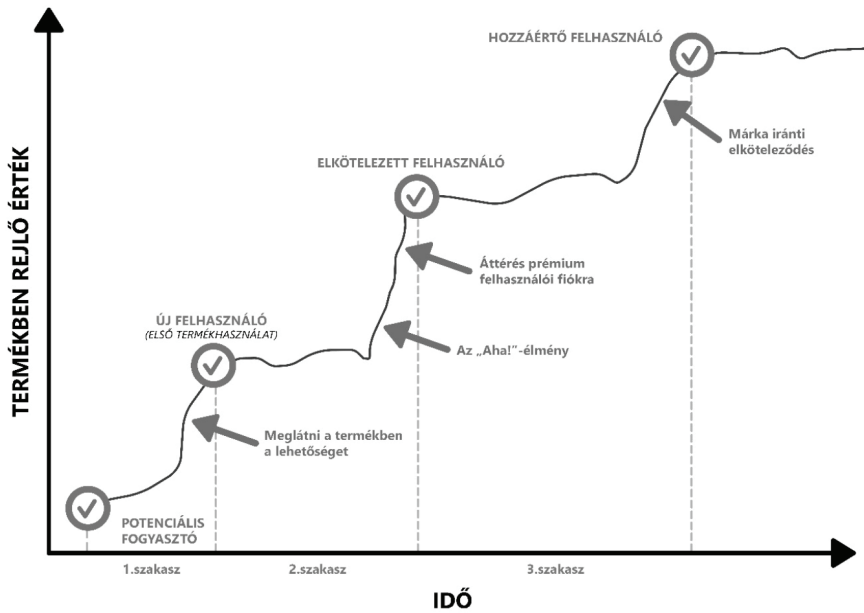 HOZZÁÉRTŐ FELHASZNÁLÓ
Márka iránti
elköteleződés
ELKÖTELEZETT FELHASZNÁLÓ
Áttérés prémium
felhasználói fiókra
ÚJ FELHASZNÁLÓ
(ELSŐ TERMÉKHASZNÁLAT)
Az „Aha!”-élmény
Meglátni a termékben
a lehetőséget
POTENCIÁLIS
FOGYASZTÓ
TERMÉKBEN REJLŐ ÉRTÉK
1.szakasz
2.szakasz
3.szakasz
IDŐ